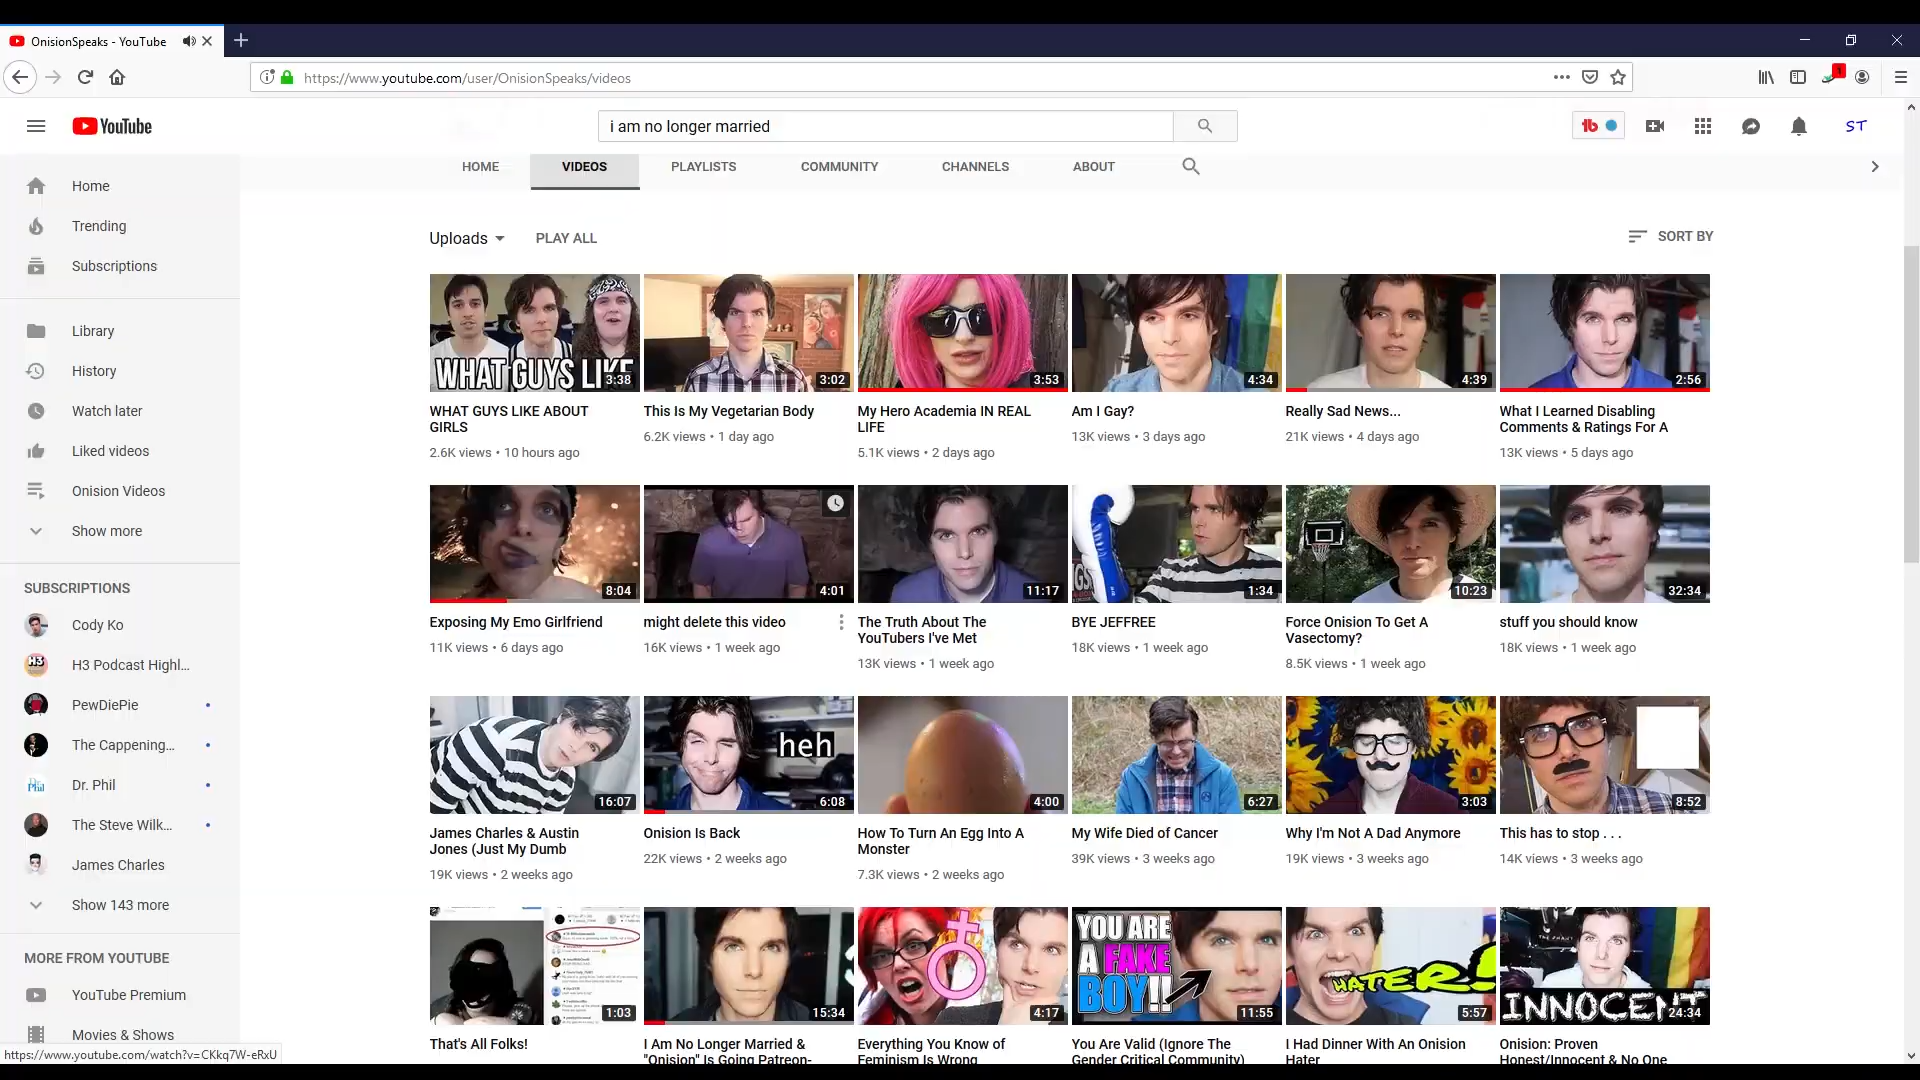 OnisionSpeaks - YouTube
https://www.youtube.com/user/OnisionSpeaks/videos
1
YouTube
i am no longer married
tb
ST
HOME VIDEOS PLAYLISTS COMMUNITY CHANNELS ABOUT
Home
Trending
Subscriptions
Library
History
Watch later
Liked videos
Onision Videos
Show more
SUBSCRIPTIONS
Cody Ko
H3 Podcast Highl...
PewDiePie
The Cappening...
Dr. Phil
The Steve Wilk...
James Charles
Show 143 more
MORE FROM YOUTUBE
YouTube Premium
Movies & Shows
https://www.youtube.com/watch?v=CKkq7W-eRxU
Uploads PLAY ALL SORT BY
WHAT GUYS LIKE
3:38 3:02 3:53 4:34 4:39 2:56
WHAT GUYS LIKE ABOUT
GIRLS
2.6K views • 10 hours ago
This Is My Vegetarian Body
6.2K views • 1 day ago
My Hero Academia IN REAL
LIFE
5.1K views • 2 days ago
Am I Gay?
13K views • 3 days ago
Really Sad News...
21K views • 4 days ago
What I Learned Disabling
Comments & Ratings For A
13K views • 5 days ago
8:04 4:01 11:17 1:34 10:23 32:34
Exposing My Emo Girlfriend
11K views • 6 days ago
might delete this video
16K views • 1 week ago
The Truth About The
YouTubers I've Met
13K views • 1 week ago
BYE JEFFREE
18K views • 1 week ago
Force Onision To Get A
Vasectomy?
8.5K views • 1 week ago
stuff you should know
18K views • 1 week ago
heh
16:07 6:08 4:00 6:27 3:03 8:52
James Charles & Austin
Jones (Just My Dumb
19K views • 2 weeks ago
Onision Is Back
22K views • 2 weeks ago
How To Turn An Egg Into A
Monster
7.3K views • 2 weeks ago
My Wife Died of Cancer
39K views • 3 weeks ago
Why I'm Not A Dad Anymore
19K views • 3 weeks ago
This has to stop . . .
14K views • 3 weeks ago
YOU ARE
A FAKE
BOY!!
HATERS
INNOCENT
1:03 15:34 4:17 11:55 5:57 24:34
That's All Folks!
I Am No Longer Married &
"Onision" Is Going Patreon-
Everything You Know of
Feminism Is Wrong
You Are Valid (Ignore The
Gender Critical Community)
I Had Dinner With An Onision
Hater
Onision: Proven
Honest/Innocent & No One